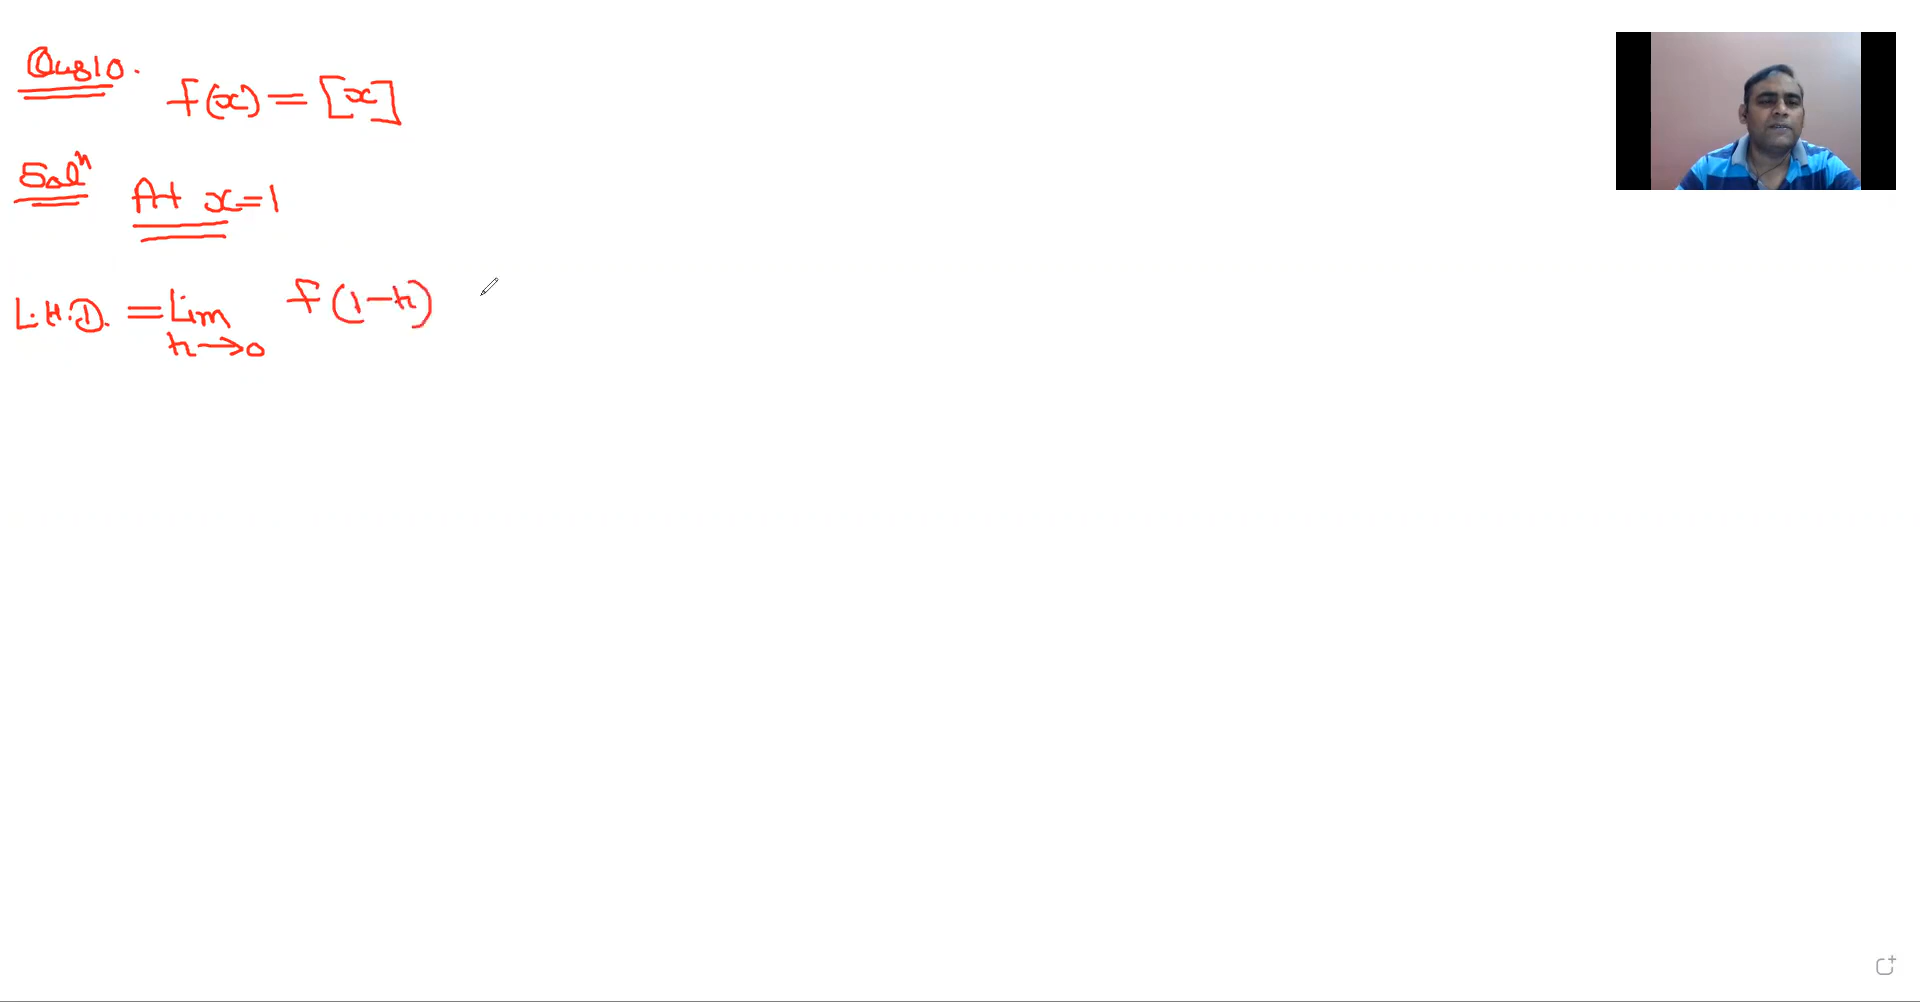 Ques10.
f(x) = [x]
Solⁿ
At x=1
L.H.D. = Lim f(1-h)
h→0